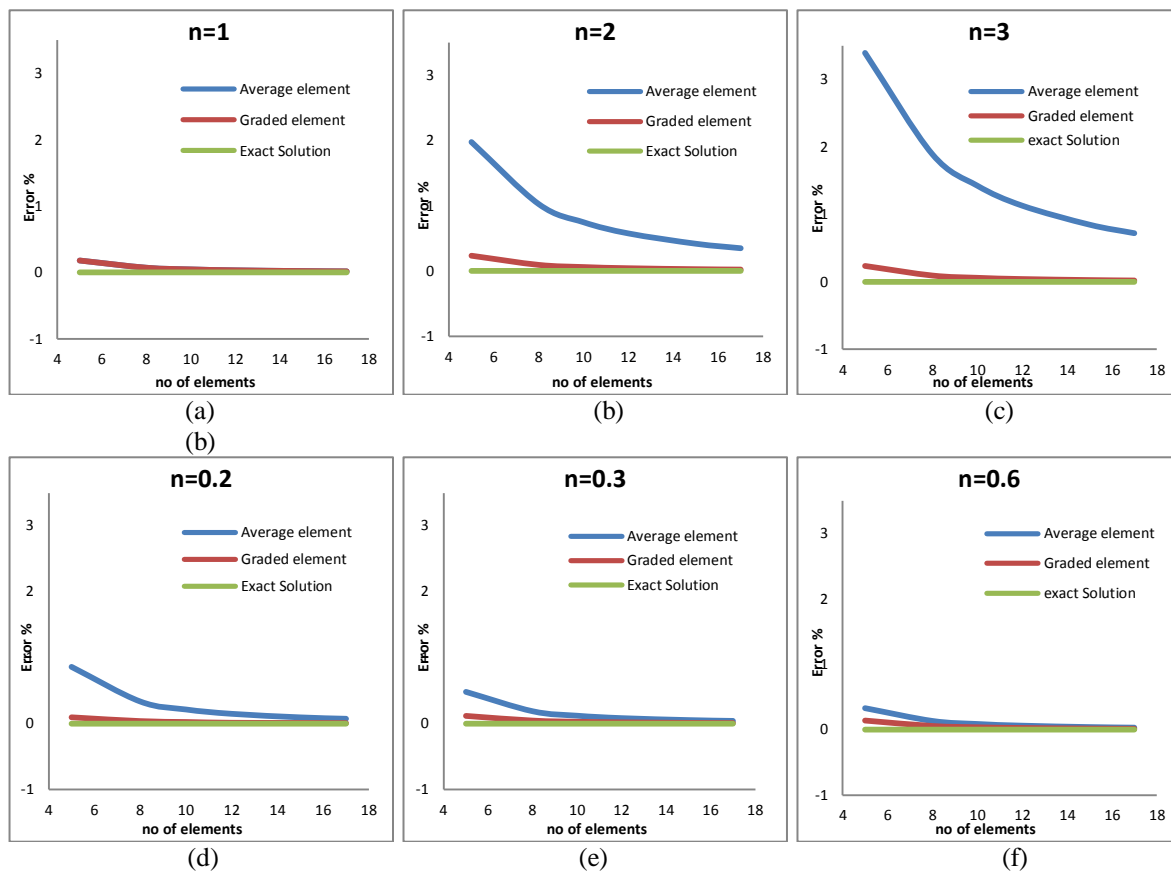 n=1
3
Average element
Graded element
2
Exact Solution
Error %
1
0
-1
4 6 8 10 12 14 16 18
no of elements
(a)
(b)
n=2
3
Average element
Graded element
2
Exact Solution
Error %
1
0
-1
4 6 8 10 12 14 16 18
no of elements
(b)
n=3
3
Average element
Graded element
2
exact Solution
Error %
1
0
-1
4 6 8 10 12 14 16 18
no of elements
(c)
n=0.2
3
Average element
Graded element
2
Exact Solution
Error %
1
0
-1
4 6 8 10 12 14 16 18
no of elements
(d)
n=0.3
3
Average element
Graded element
2
Exact Solution
Error %
1
0
-1
4 6 8 10 12 14 16 18
no of elements
(e)
n=0.6
3
Average element
Graded element
2
exact Solution
Error %
1
0
-1
4 6 8 10 12 14 16 18
no of elements
(f)